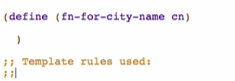 (define (fn-for-city-name cn)
)
;; Template rules used:
;;